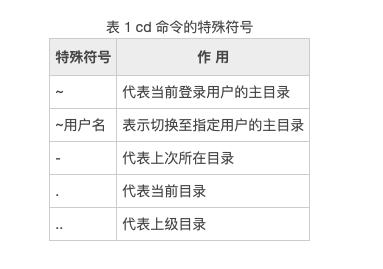 表 1 cd 命令的特殊符号
特殊符号 作 用
~ 代表当前登录用户的主目录
~用户名 表示切换至指定用户的主目录
- 代表上次所在目录
. 代表当前目录
.. 代表上级目录